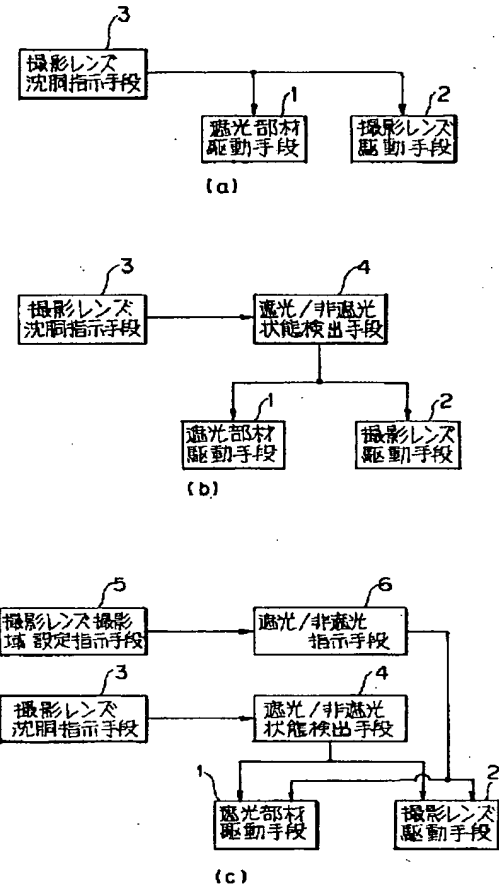 3
撮影レンズ
沈胴指示手段
1
2
遮光部材
駆動手段
撮影レンズ
駆動手段
(a)
3
4
撮影レンズ
沈胴指示手段
遮光/非遮光
状態検出手段
1
2
遮光部材
駆動手段
撮影レンズ
駆動手段
(b)
5
6
撮影レンズ撮影
域設定指示手段
遮光/非遮光
指示手段
3
4
撮影レンズ
沈胴指示手段
遮光/非遮光
状態検出手段
1
2
遮光部材
駆動手段
撮影レンズ
駆動手段
(c)